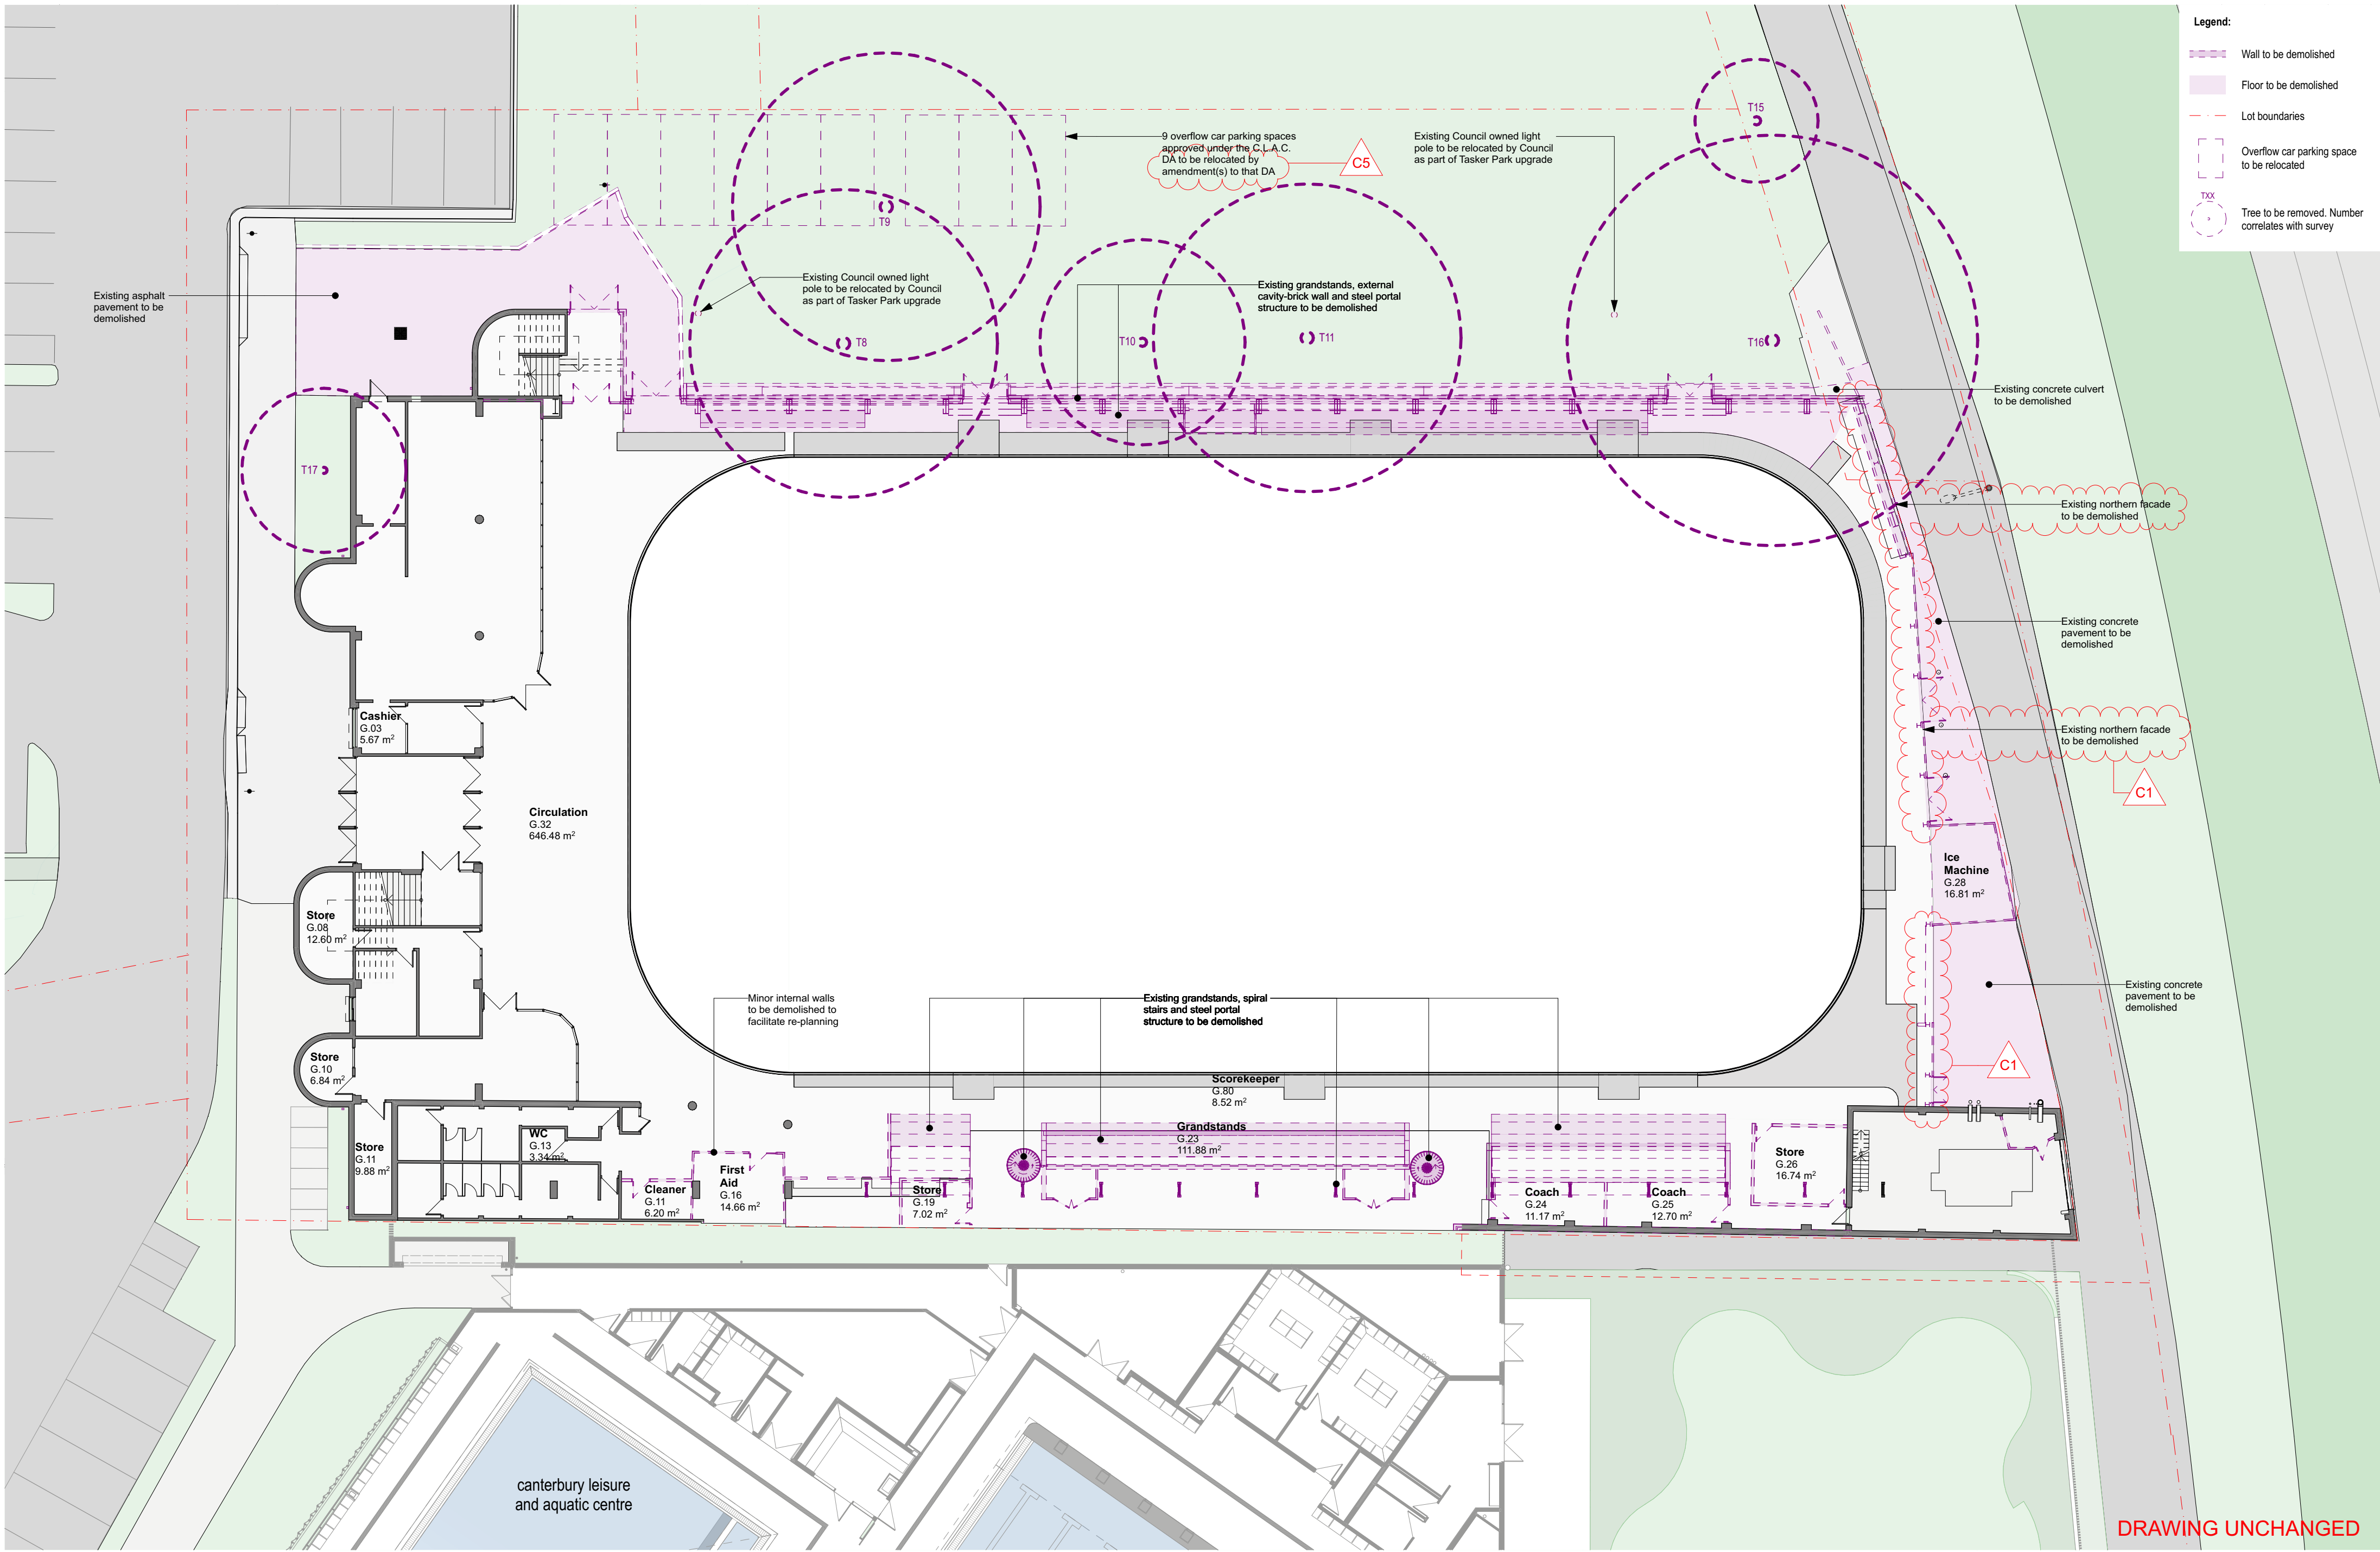 Legend:
Wall to be demolished
Floor to be demolished
Lot boundaries
Overflow car parking space
to be relocated
TXX
Tree to be removed. Number
correlates with survey
T15
9 overflow car parking spaces
approved under the C.L.A.C.
DA to be relocated by
amendment(s) to that DA
C5
Existing Council owned light
pole to be relocated by Council
as part of Tasker Park upgrade
T9
Existing asphalt
pavement to be
demolished
Existing Council owned light
pole to be relocated by Council
as part of Tasker Park upgrade
Existing grandstands, external
cavity-brick wall and steel portal
structure to be demolished
T8
T10
T11
T16
Existing concrete culvert
to be demolished
T17
Existing northern facade
to be demolished
Existing concrete
pavement to be
demolished
Cashier
G.03
5.67 m²
Existing northern facade
to be demolished
C1
Circulation
G.32
646.48 m²
Ice
Machine
G.28
16.81 m²
Store
G.08
12.60 m²
Existing concrete
pavement to be
demolished
Minor internal walls
to be demolished to
facilitate re-planning
Existing grandstands, spiral
stairs and steel portal
structure to be demolished
Store
G.10
6.84 m²
C1
Scorekeeper
G.80
8.52 m²
Store
G.11
9.88 m²
WC
G.13
3.34 m²
Grandstands
G.23
111.88 m²
Cleaner
G.11
6.20 m²
First
Aid
G.16
14.66 m²
Store
G.19
7.02 m²
Coach
G.24
11.17 m²
Coach
G.25
12.70 m²
Store
G.26
16.74 m²
canterbury leisure
and aquatic centre
DRAWING UNCHANGED